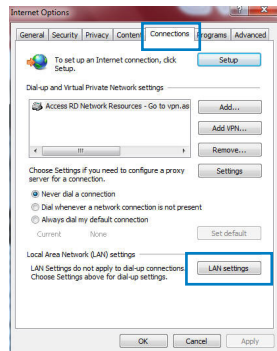 Internet Options
General Security Privacy Content Connections Programs Advanced
To set up an Internet connection, click
Setup.
Setup
Dial-up and Virtual Private Network settings
Access RD Network Resources - Go to vpn.as
Add...
Add VPN...
Remove...
Choose Settings if you need to configure a proxy
server for a connection.
Settings
Never dial a connection
Dial whenever a network connection is not present
Always dial my default connection
Current None
Set default
Local Area Network (LAN) settings
LAN Settings do not apply to dial-up connections.
Choose Settings above for dial-up settings.
LAN settings
OK Cancel Apply